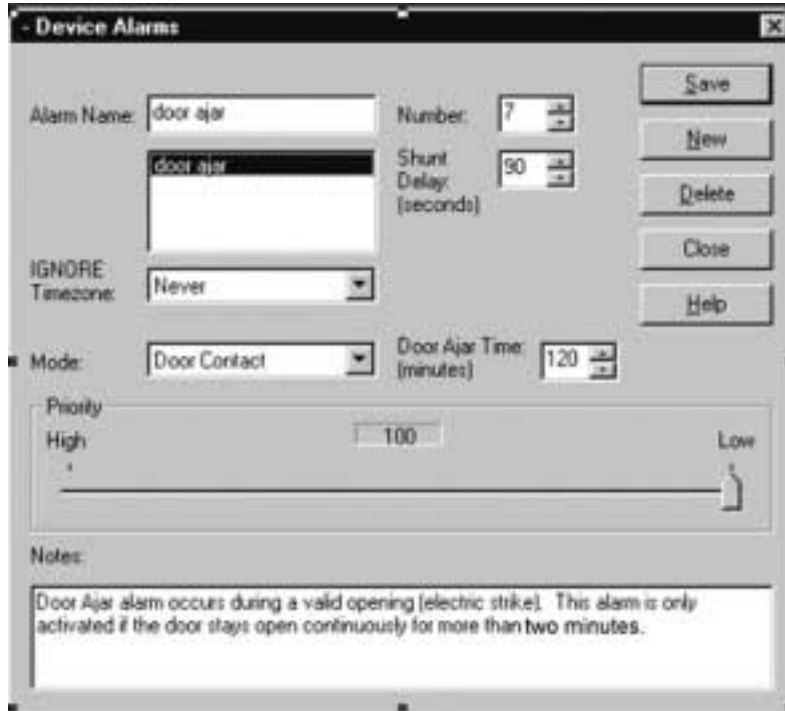 - Device Alarms
Alarm Name: door ajar
Number: 7
Save
door ajar
Shunt
Delay: 90
(seconds)
New
Delete
Close
Help
IGNORE
Timezone: Never
Mode: Door Contact
Door Ajar Time:
(minutes) 120
Priority
High 100 Low
Notes:
Door Ajar alarm occurs during a valid opening (electric strike). This alarm is only
activated if the door stays open continuously for more than two minutes.